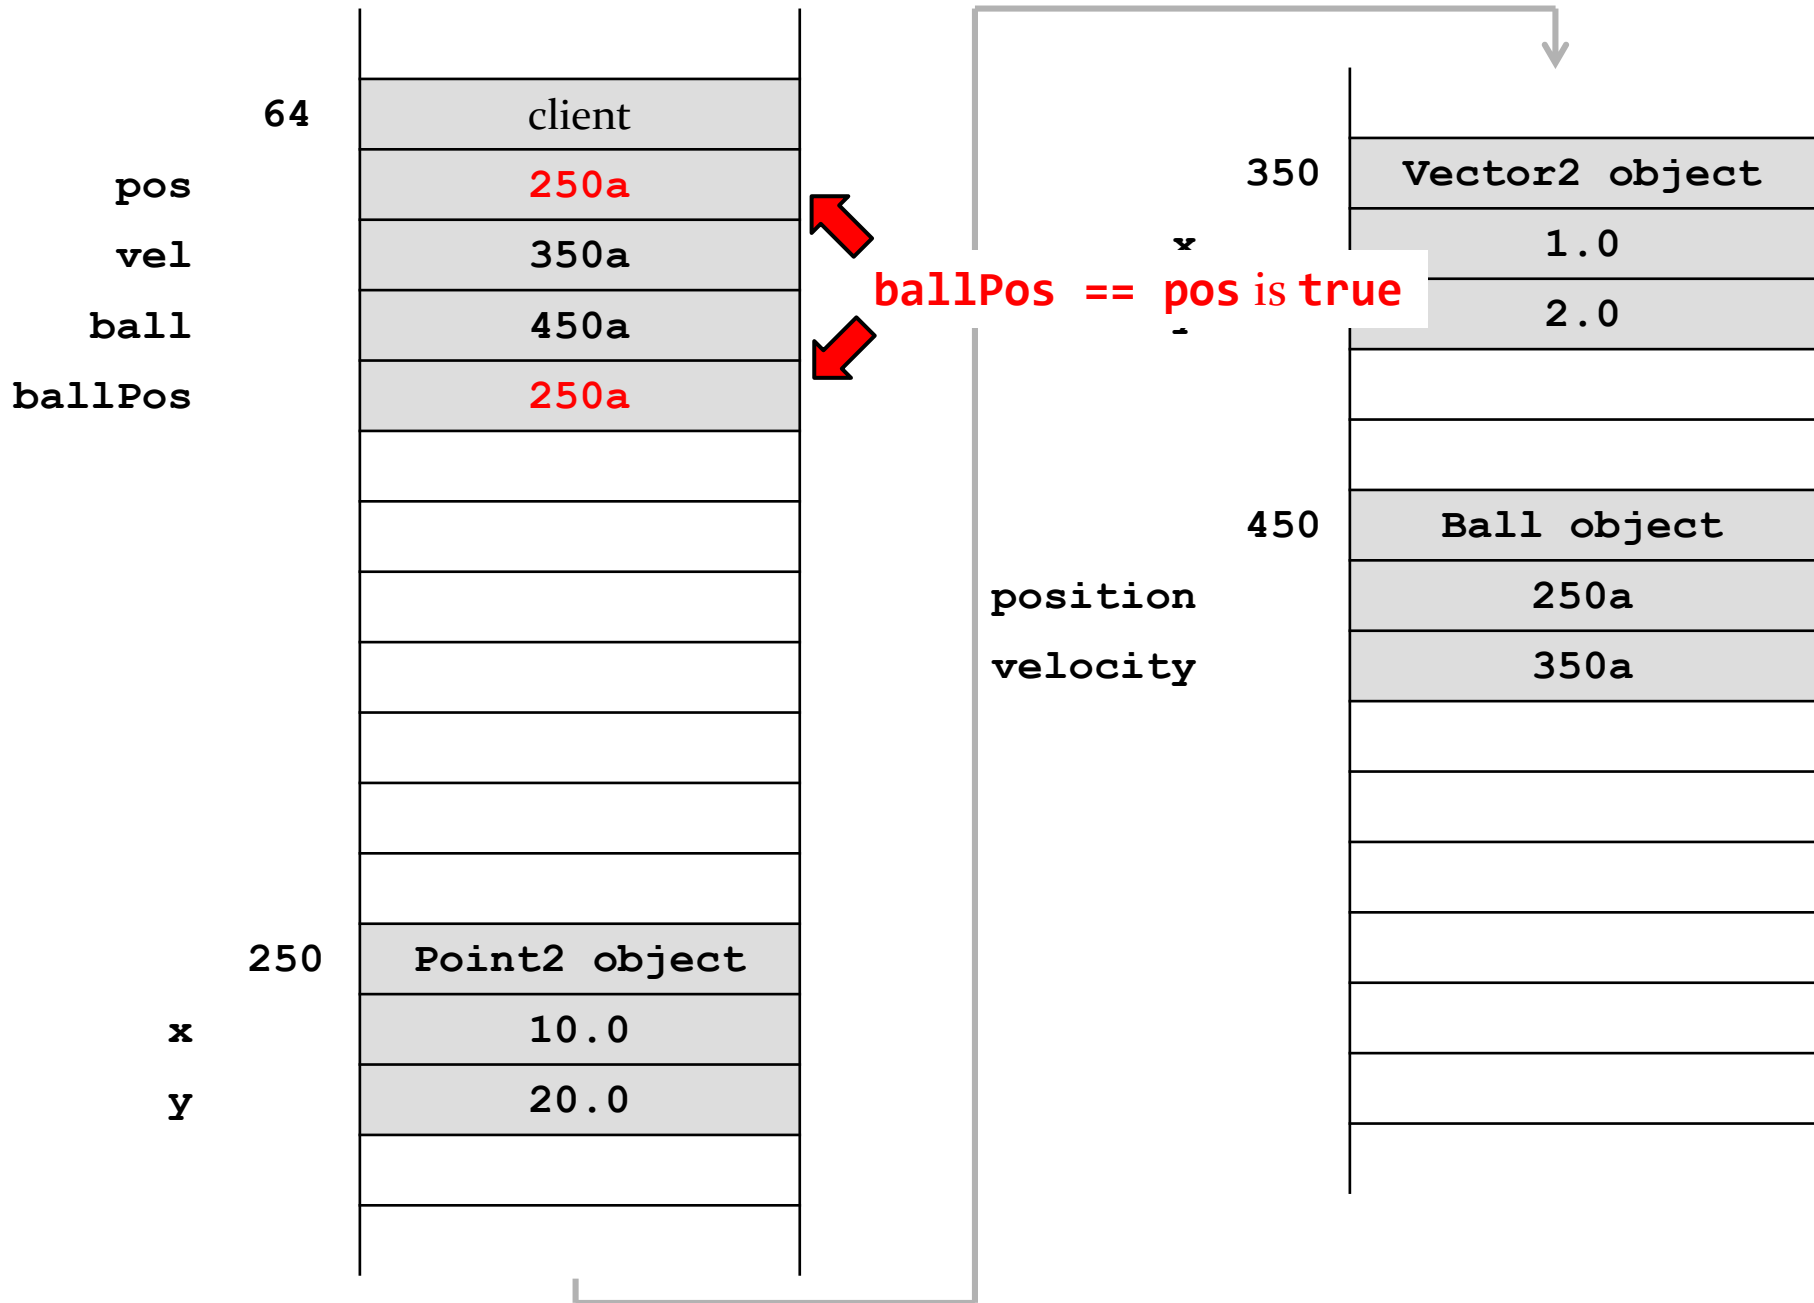 64 client
pos 250a
vel 350a
ball 450a
ballPos 250a
250 Point2 object
x 10.0
y 20.0
ballPos == pos is true
350 Vector2 object
x 1.0
2.0
450 Ball object
position 250a
velocity 350a